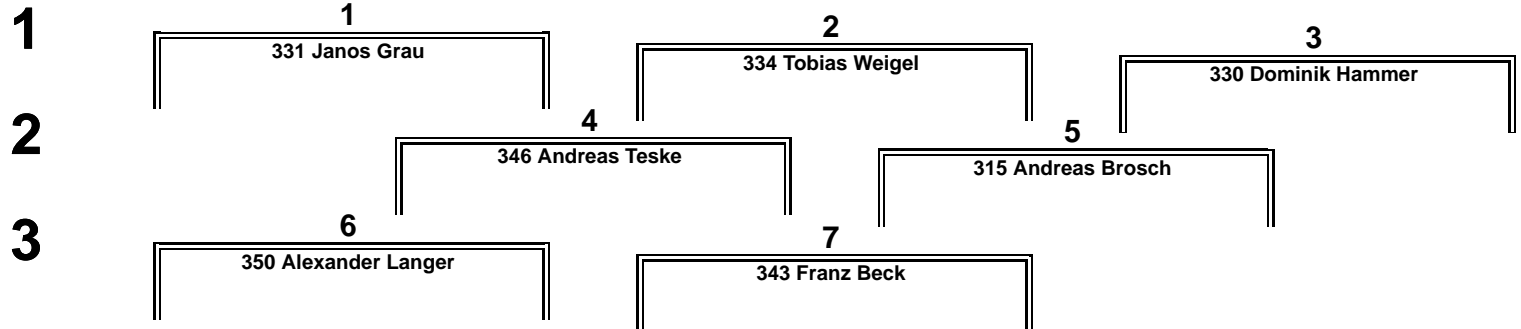 1
1
331 Janos Grau
2
334 Tobias Weigel
3
330 Dominik Hammer
2
4
346 Andreas Teske
5
315 Andreas Brosch
3
6
350 Alexander Langer
7
343 Franz Beck